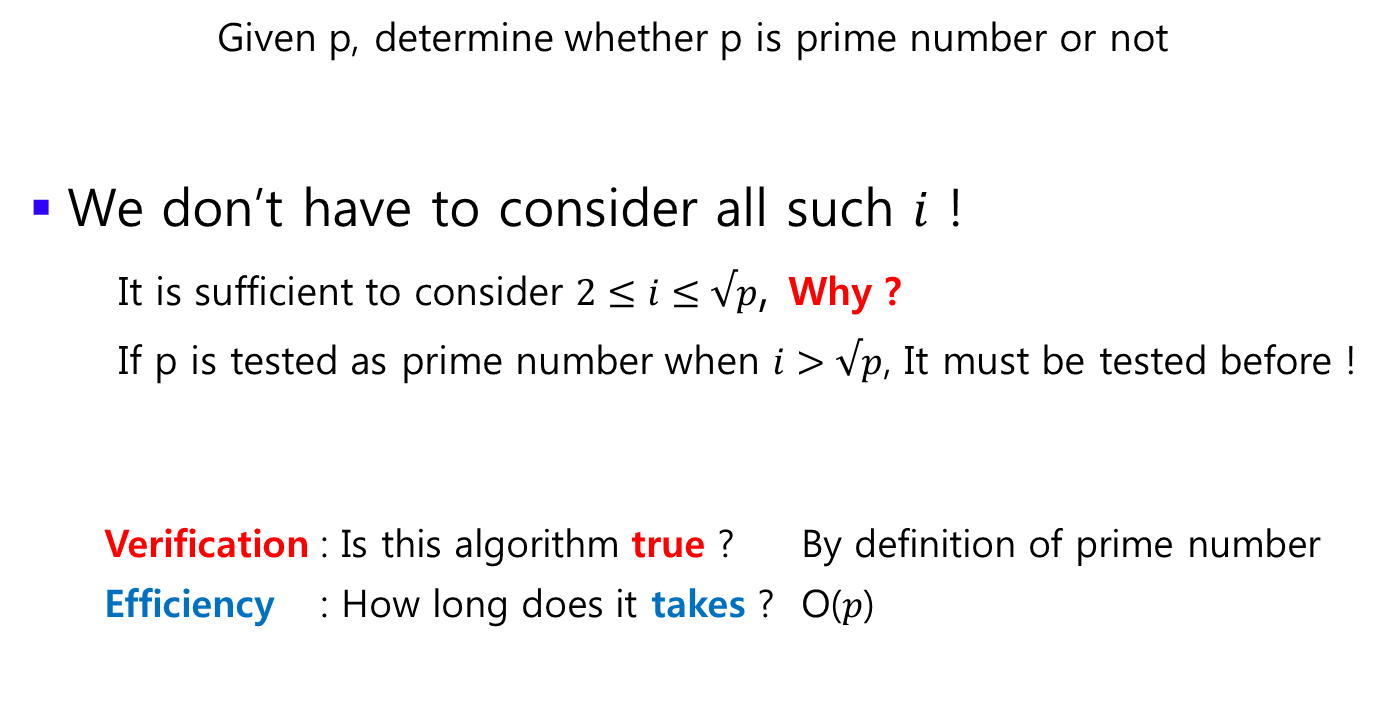 Given p, determine whether p is prime number or not
▪ We don't have to consider all such i !
It is sufficient to consider 2 ≤ i ≤ √p, Why ?
If p is tested as prime number when i > √p, It must be tested before !
Verification : Is this algorithm true ? By definition of prime number
Efficiency : How long does it takes ? O(p)